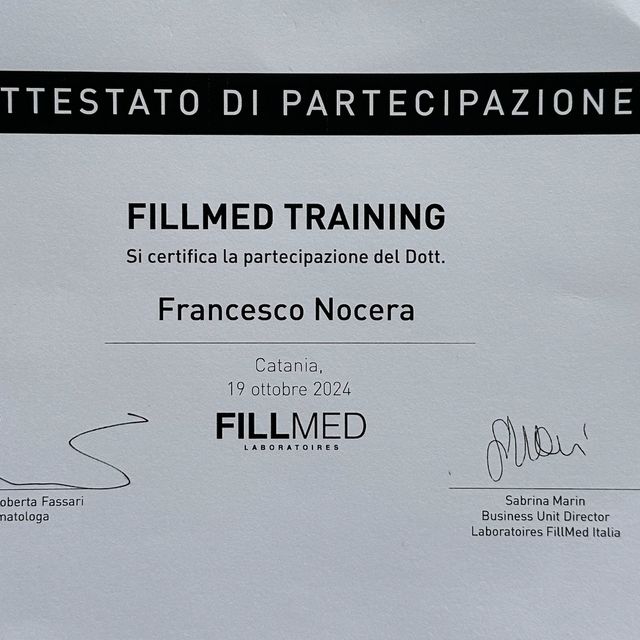 TTESTATO DI PARTECIPAZIONE
FILLMED TRAINING
Si certifica la partecipazione del Dott.
Francesco Nocera
Catania,
19 ottobre 2024
FILLMED
LABORATOIRES
oberta Fassari
matologa
Sabrina Marin
Business Unit Director
Laboratoires FillMed Italia